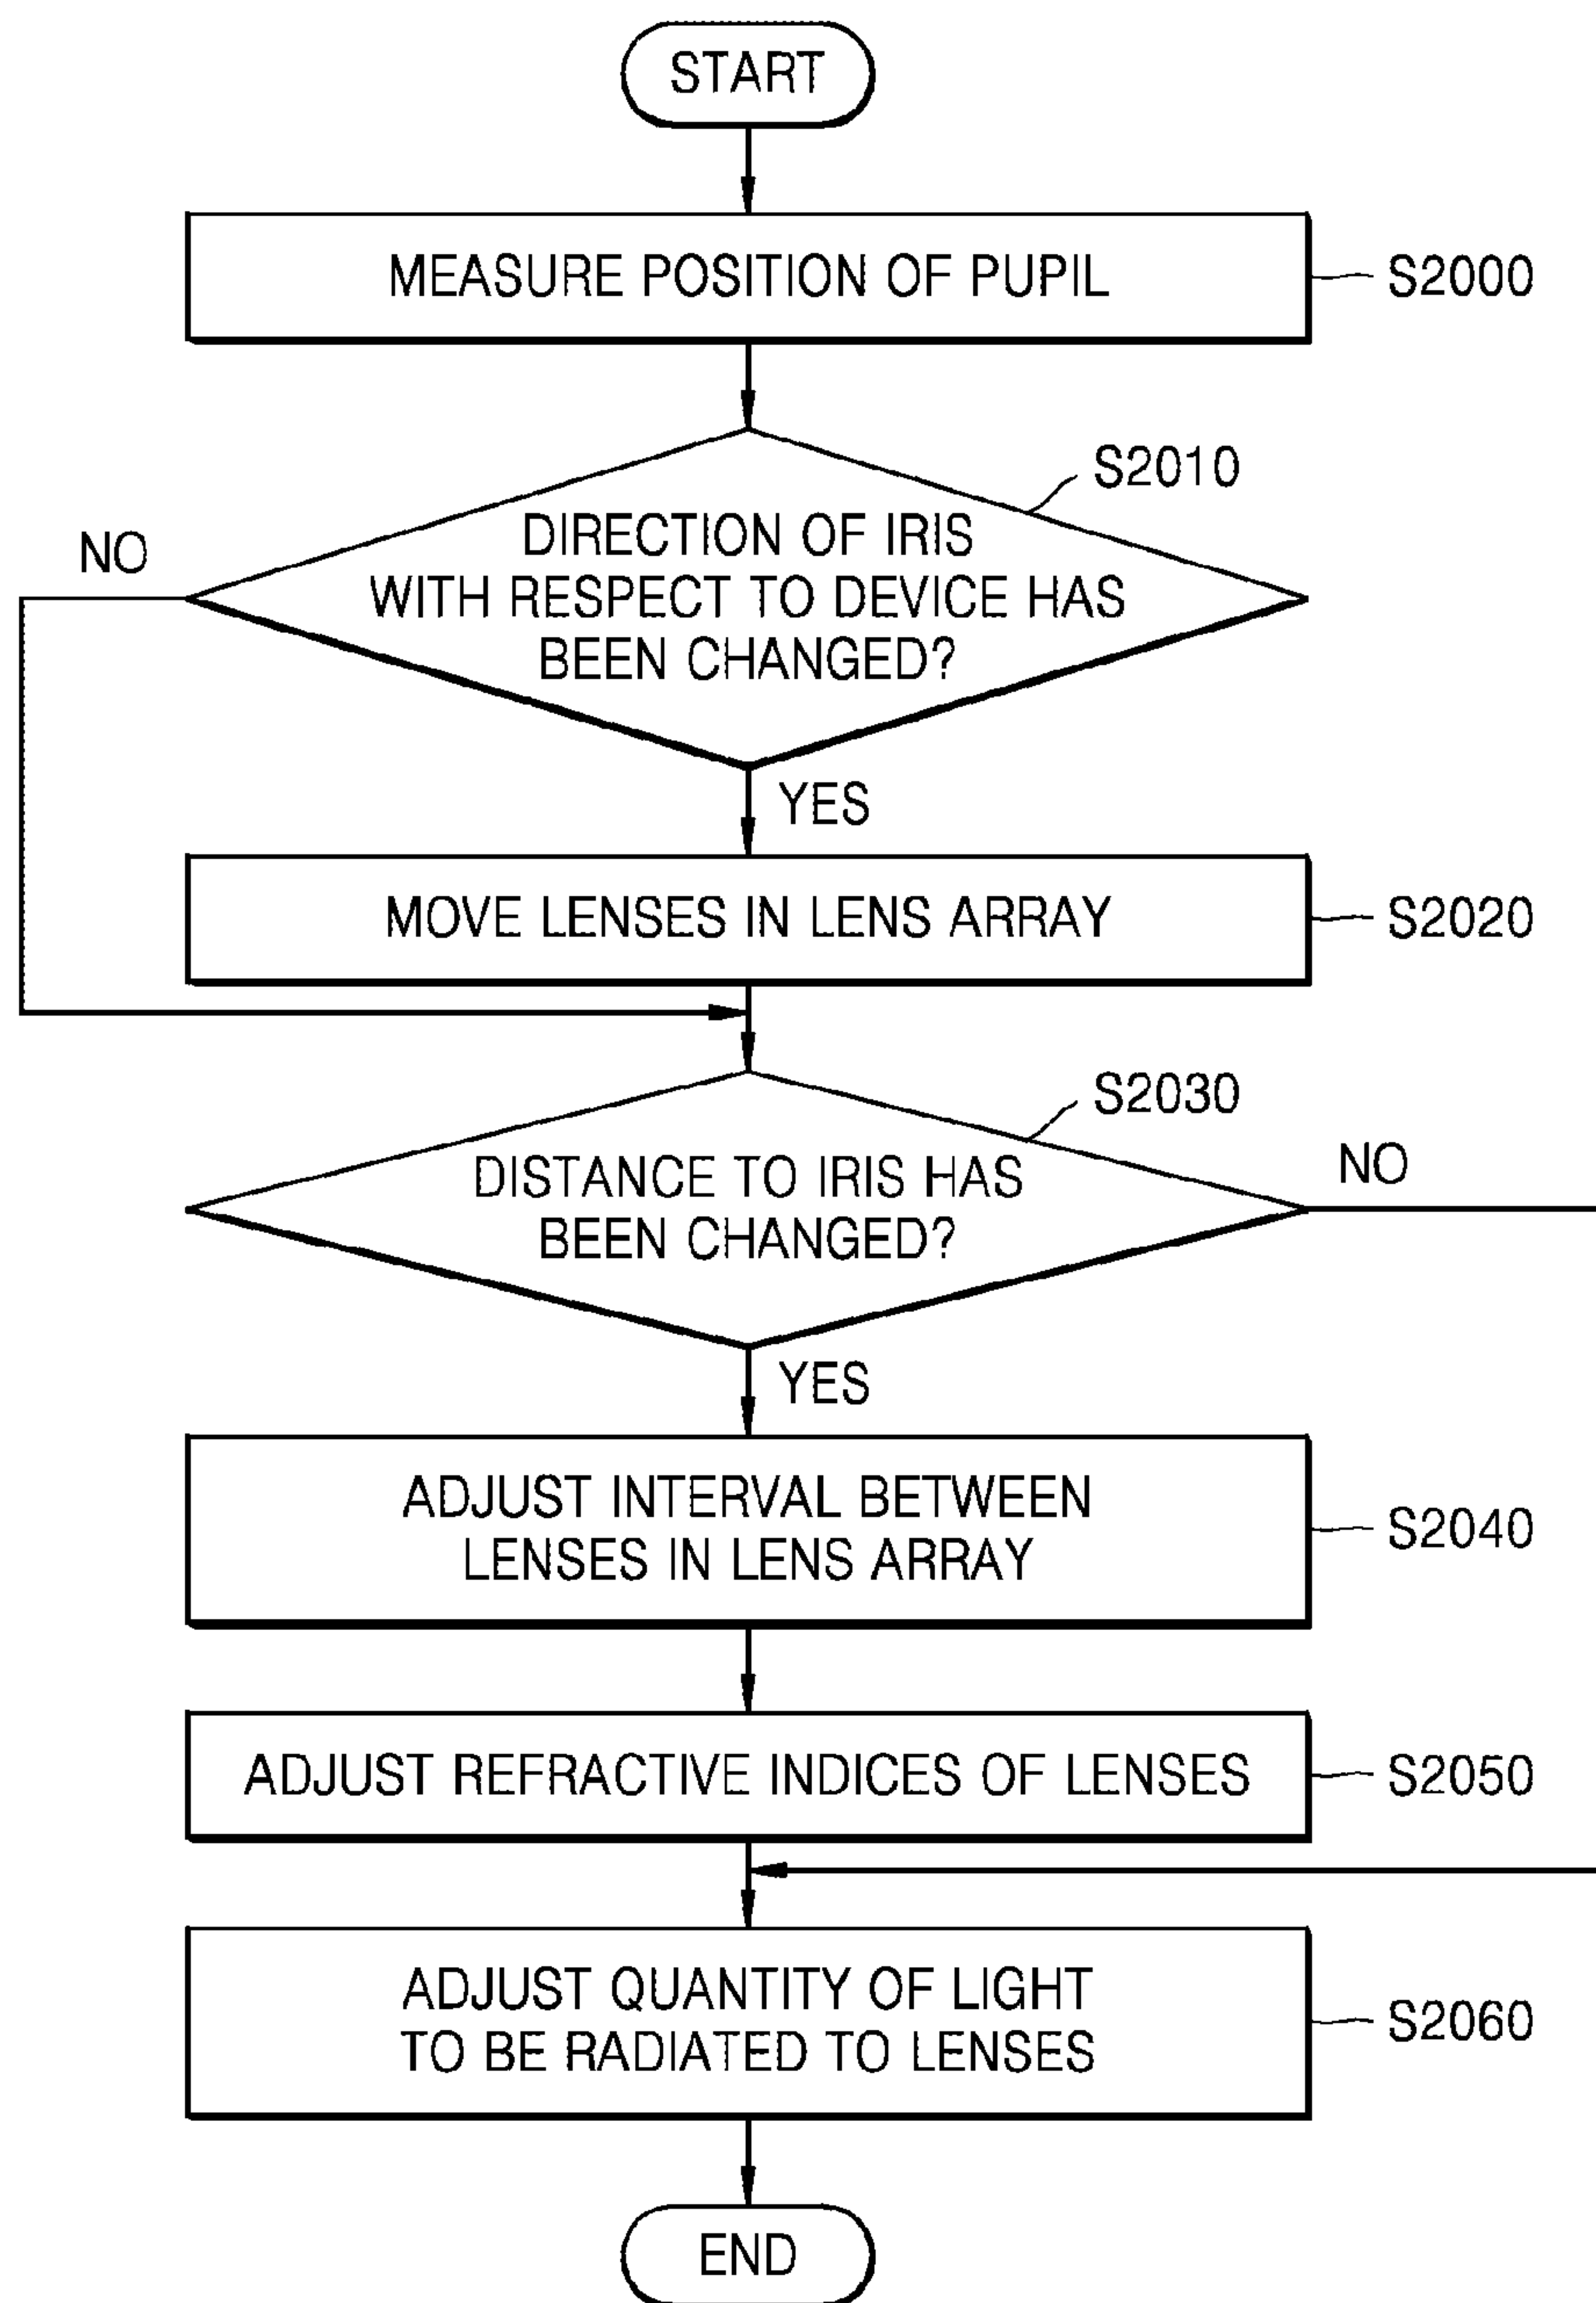 START
MEASURE POSITION OF PUPIL
S2000
S2010
DIRECTION OF IRIS
NO
WITH RESPECT TO DEVICE HAS
BEEN CHANGED?
YES
MOVE LENSES IN LENS ARRAY
S2020
S2030
DISTANCE TO IRIS HAS
NO
BEEN CHANGED?
YES
ADJUST INTERVAL BETWEEN
LENSES IN LENS ARRAY
S2040
ADJUST REFRACTIVE INDICES OF LENSES
S2050
ADJUST QUANTITY OF LIGHT
TO BE RADIATED TO LENSES
S2060
END